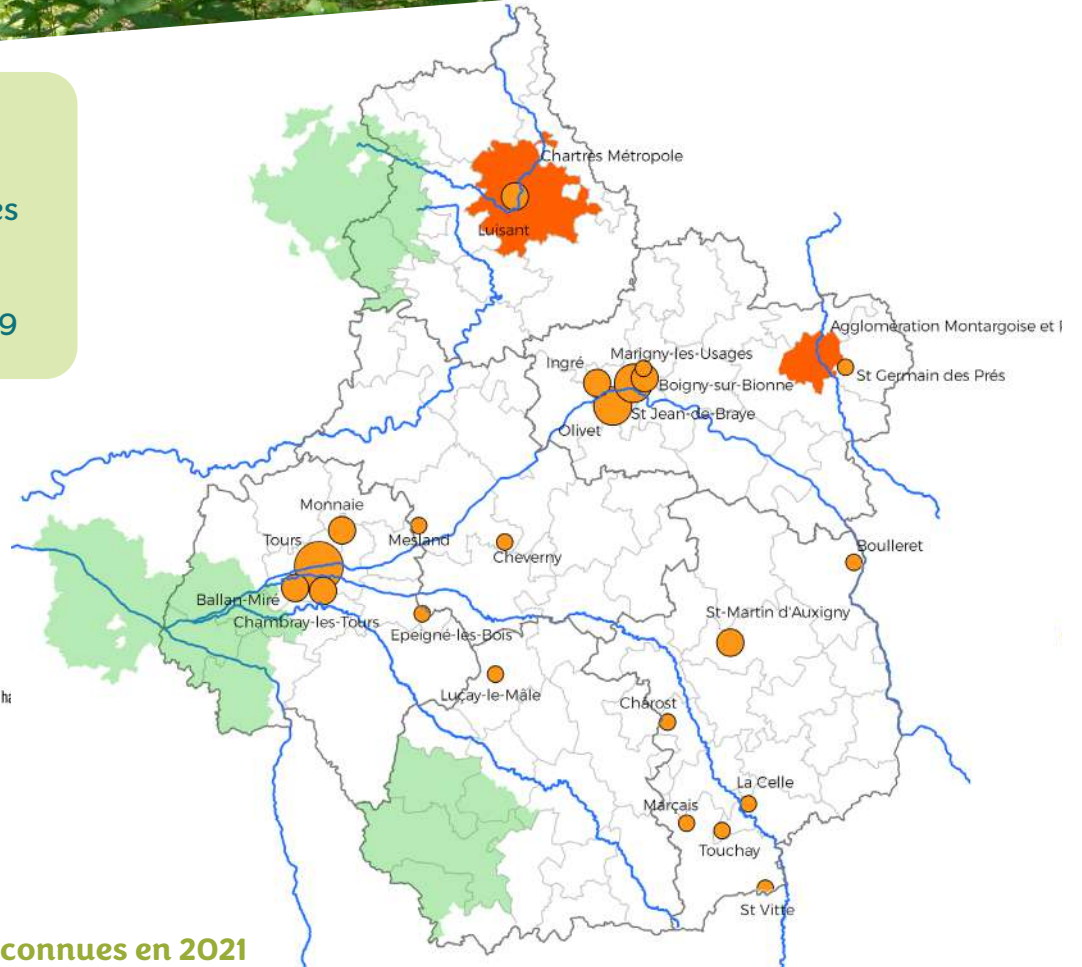 es
9
Chartres Métropole
Luisant
Agglomération Montargoise et
Ingré
Marigny-les-Usages
St Germain des Prés
Boigny-sur-Bionne
St Jean-de-Braye
Olivet
Monnaie
Tours
Mesland
Cheverny
Boulleret
Ballan-Miré
St-Martin d'Auxigny
Chambray-les-Tours
Epeigné-les-Bois
Luçay-le-Mâle
Chârost
La Celle
Marçais
Touchay
St Vitte
connues en 2021